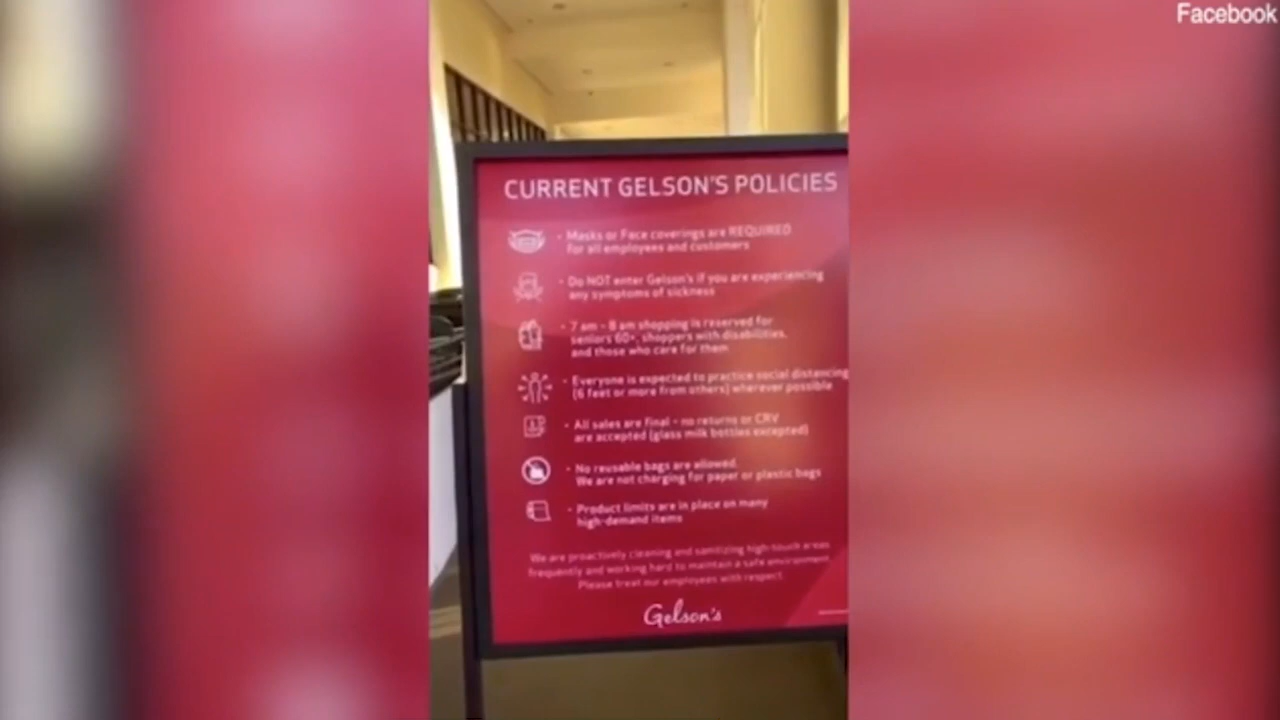 Facebook
CURRENT GELSON'S POLICIES
• Masks or Face coverings are REQUIRED
for all employees and customers
• Do NOT enter Gelson's if you are experiencing
any symptoms of sickness
• 7 am - 8 am shopping is reserved for
seniors 60+, shoppers with disabilities,
and those who care for them
• Everyone is expected to practice social distancing
(6 feet or more from others) wherever possible
• All sales are final - no returns or CRV
are accepted (glass milk bottles excepted)
• No reusable bags are allowed.
We are not charging for paper or plastic bags
• Product limits are in place on many
high-demand items
We are proactively cleaning and sanitizing high-touch areas
frequently and working hard to maintain a safe environment.
Please treat our employees with respect.
Gelson's